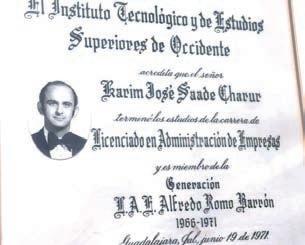 El Instituto Tecnológico y de Estudios
Superiores de Occidente
acredita que el señor
Karim José Saade Charur
terminó los estudios de la carrera de
Licenciado en Administración de Empresas
y es miembro de la
Generación
L.A.E. Alfredo Romo Barrón
1966-1971
Guadalajara, Jal., junio 19 de 1971.